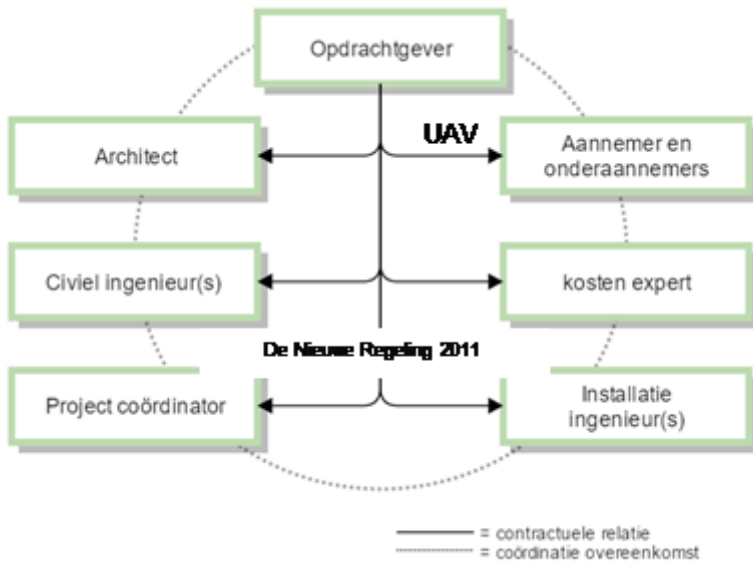 Opdrachtgever
Architect
UAV
Aannemer en
onderaannemers
Civiel ingenieur(s)
kosten expert
De Nieuwe Regeling 2011
Project coördinator
Installatie
ingenieur(s)
= contractuele relatie
= coördinatie overeenkomst